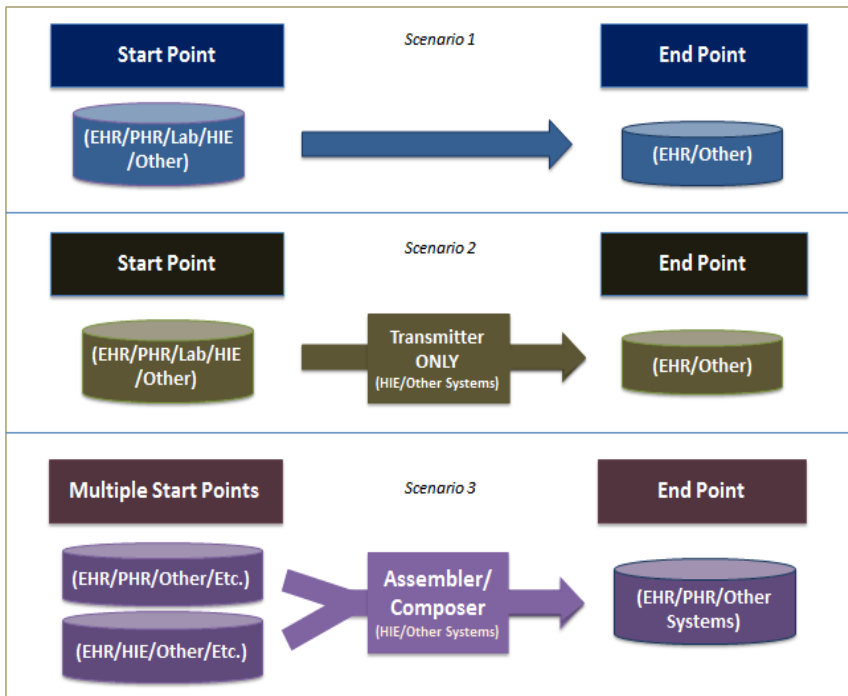 Start Point
Scenario 1
End Point
(EHR/PHR/Lab/HIE
/Other)
(EHR/Other)
Start Point
Scenario 2
End Point
(EHR/PHR/Lab/HIE
/Other)
Transmitter
ONLY
(HIE/Other Systems)
(EHR/Other)
Multiple Start Points
Scenario 3
End Point
(EHR/PHR/Other/Etc.)
(EHR/HIE/Other/Etc.)
Assembler/
Composer
(HIE/Other Systems)
(EHR/PHR/Other
Systems)